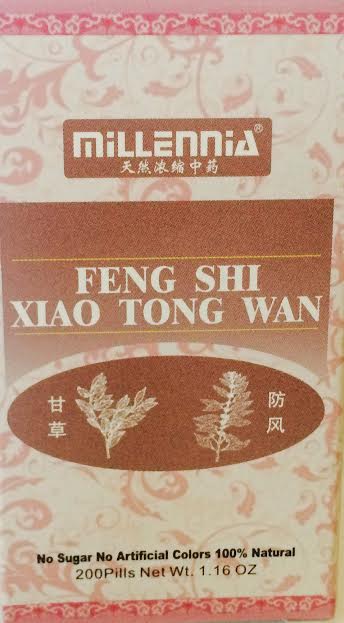 MILLENNIA®
天然浓缩中药
FENG SHI
XIAO TONG WAN
甘草
防风
No Sugar No Artificial Colors 100% Natural
200Pills Net Wt. 1.16 OZ